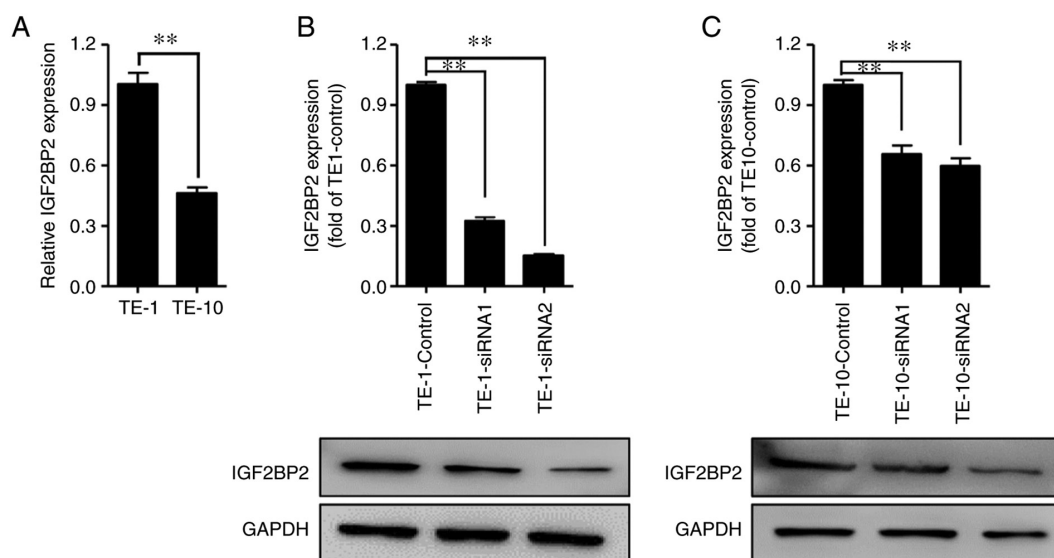 A
Relative IGF2BP2 expression
1.2
0.9
0.6
0.3
0.0
**
TE-1 TE-10
B
IGF2BP2 expression
(fold of TE1-control)
1.2
0.9
0.6
0.3
0.0
**
**
TE-1-Control
TE-1-siRNA1
TE-1-siRNA2
IGF2BP2
GAPDH
C
IGF2BP2 expression
(fold of TE10-control)
1.2
0.9
0.6
0.3
0.0
**
**
TE-10-Control
TE-10-siRNA1
TE-10-siRNA2
IGF2BP2
GAPDH